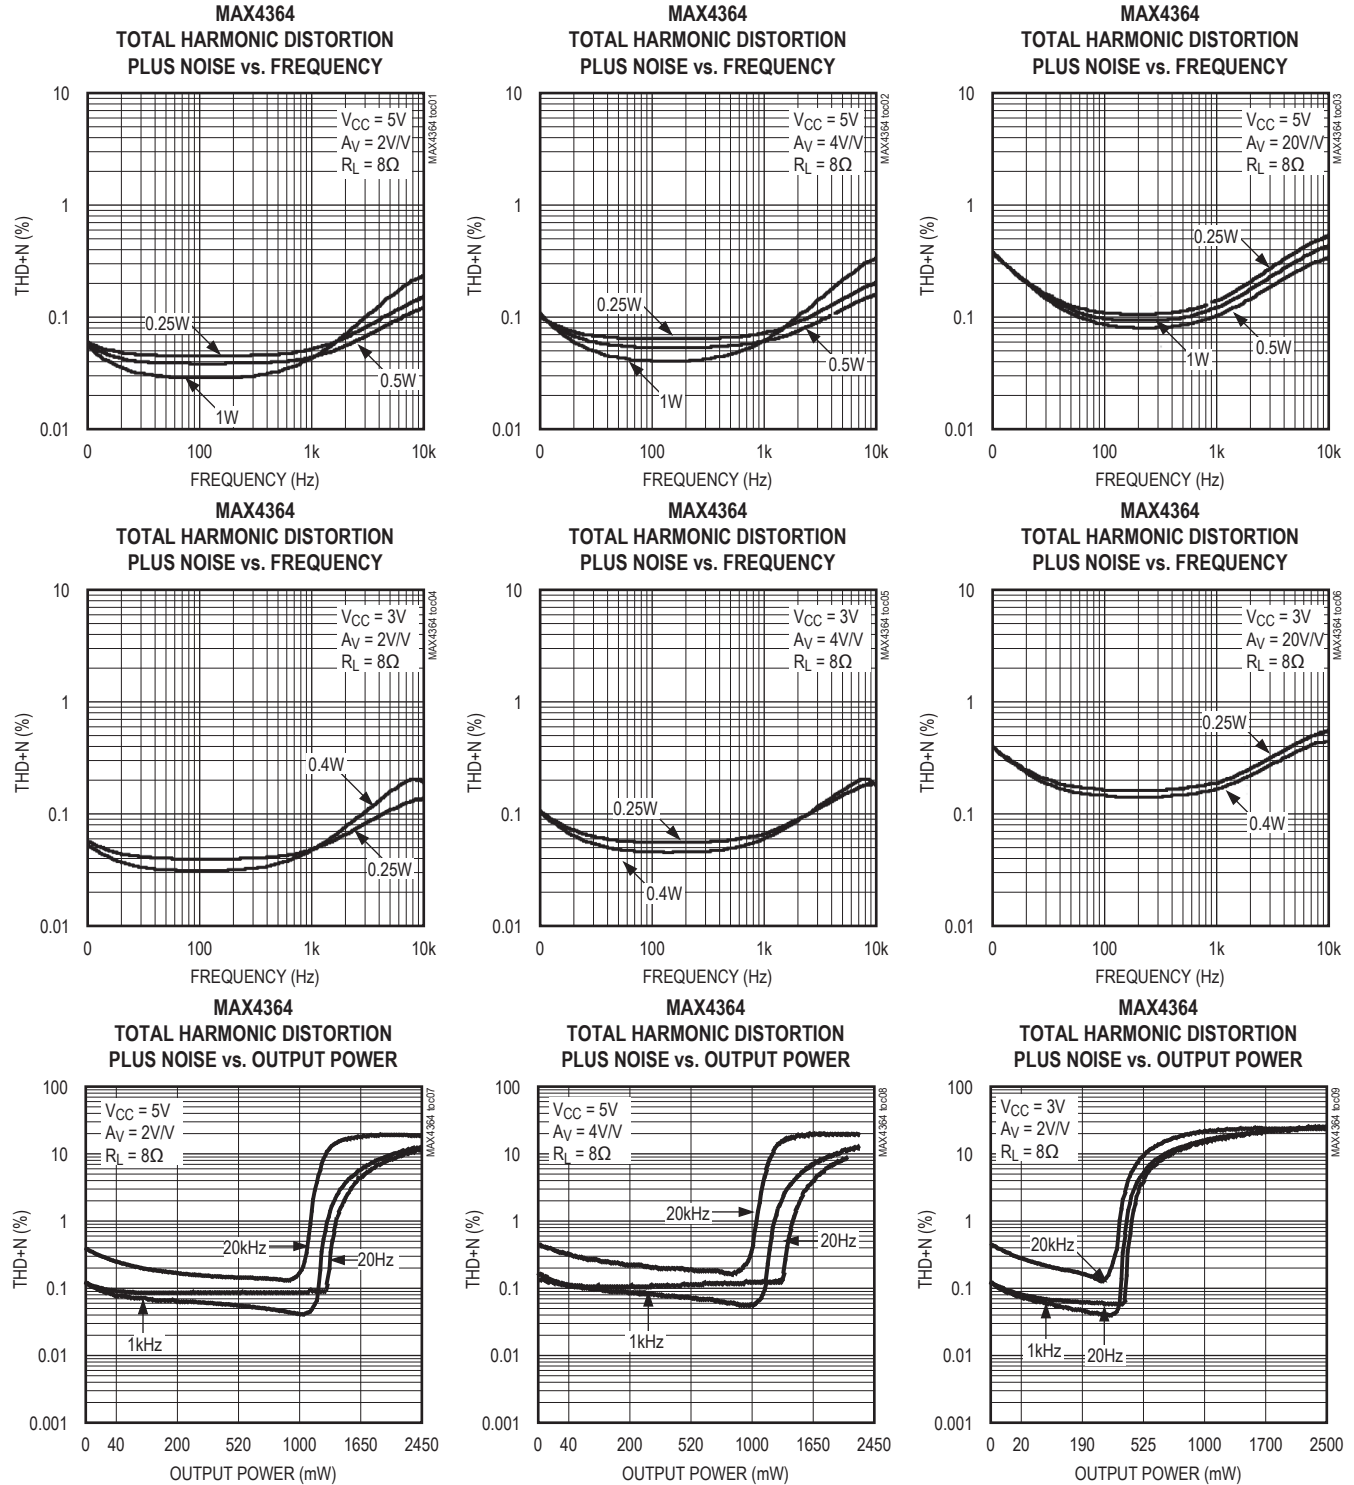 MAX4364
TOTAL HARMONIC DISTORTION
PLUS NOISE vs. FREQUENCY
MAX4364 toc01
VCC = 5V
AV = 2V/V
RL = 8Ω
THD+N (%)
10
1
0.1
0.01
0.25W
0.5W
1W
0 100 1k 10k
FREQUENCY (Hz)
MAX4364
TOTAL HARMONIC DISTORTION
PLUS NOISE vs. FREQUENCY
MAX4364 toc02
VCC = 5V
AV = 4V/V
RL = 8Ω
THD+N (%)
10
1
0.1
0.01
0.25W
0.5W
1W
0 100 1k 10k
FREQUENCY (Hz)
MAX4364
TOTAL HARMONIC DISTORTION
PLUS NOISE vs. FREQUENCY
MAX4364 toc03
VCC = 5V
AV = 20V/V
RL = 8Ω
THD+N (%)
10
1
0.1
0.01
0.25W
1W
0.5W
0 100 1k 10k
FREQUENCY (Hz)
MAX4364
TOTAL HARMONIC DISTORTION
PLUS NOISE vs. FREQUENCY
MAX4364 toc04
VCC = 3V
AV = 2V/V
RL = 8Ω
THD+N (%)
10
1
0.1
0.01
0.4W
0.25W
0 100 1k 10k
FREQUENCY (Hz)
MAX4364
TOTAL HARMONIC DISTORTION
PLUS NOISE vs. FREQUENCY
MAX4364 toc05
VCC = 3V
AV = 4V/V
RL = 8Ω
THD+N (%)
10
1
0.1
0.01
0.25W
0.4W
0 100 1k 10k
FREQUENCY (Hz)
MAX4364
TOTAL HARMONIC DISTORTION
PLUS NOISE vs. FREQUENCY
MAX4364 toc06
VCC = 3V
AV = 20V/V
RL = 8Ω
THD+N (%)
10
1
0.1
0.01
0.25W
0.4W
0 100 1k 10k
FREQUENCY (Hz)
MAX4364
TOTAL HARMONIC DISTORTION
PLUS NOISE vs. OUTPUT POWER
MAX4364 toc07
VCC = 5V
AV = 2V/V
RL = 8Ω
THD+N (%)
100
10
1
0.1
0.01
0.001
20kHz
20Hz
1kHz
0 40 200 520 1000 1650 2450
OUTPUT POWER (mW)
MAX4364
TOTAL HARMONIC DISTORTION
PLUS NOISE vs. OUTPUT POWER
MAX4364 toc08
VCC = 5V
AV = 4V/V
RL = 8Ω
THD+N (%)
100
10
1
0.1
0.01
0.001
20kHz
20Hz
1kHz
0 40 200 520 1000 1650 2450
OUTPUT POWER (mW)
MAX4364
TOTAL HARMONIC DISTORTION
PLUS NOISE vs. OUTPUT POWER
MAX4364 toc09
VCC = 3V
AV = 2V/V
RL = 8Ω
THD+N (%)
100
10
1
0.1
0.01
0.001
20kHz
1kHz
20Hz
0 20 190 525 1000 1700 2500
OUTPUT POWER (mW)